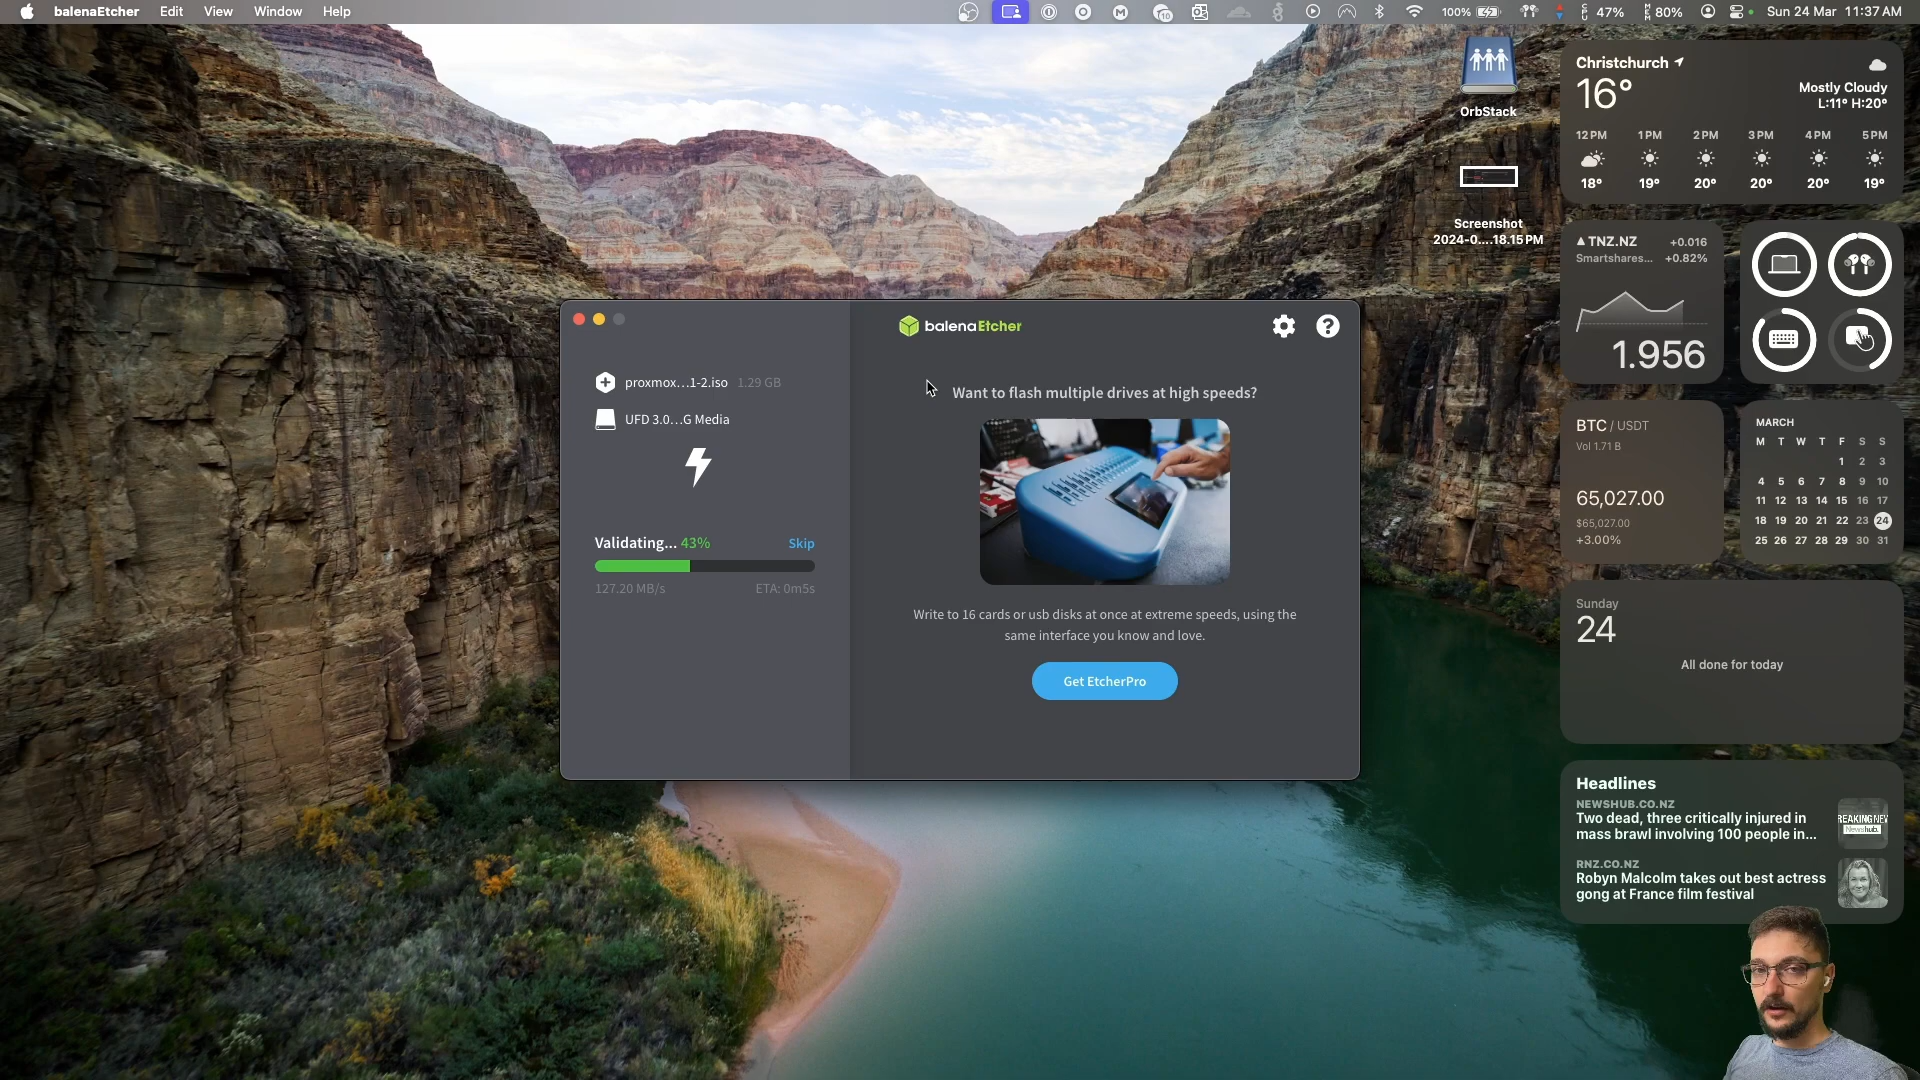 balenaEtcher Edit View Window Help
100% 47% 80% Sun 24 Mar 11:37 AM
OrbStack
Screenshot
2024-0....18.15 PM
Christchurch
16°
Mostly Cloudy
L:11° H:20°
12 PM 1 PM 2 PM 3 PM 4 PM 5 PM
18° 19° 20° 20° 20° 19°
TNZ.NZ +0.016
Smartshares... +0.82%
1.956
BTC / USDT
Vol 1.71 B
65,027.00
$65,027.00
+3.00%
MARCH
M T W T F S S
1 2 3
4 5 6 7 8 9 10
11 12 13 14 15 16 17
18 19 20 21 22 23 24
25 26 27 28 29 30 31
Sunday
24
All done for today
Headlines
NEWSHUB.CO.NZ
Two dead, three critically injured in
mass brawl involving 100 people in...
Newshub.
RNZ.CO.NZ
Robyn Malcolm takes out best actress
gong at France film festival
balenaEtcher
proxmox...1-2.iso 1.29 GB
UFD 3.0...G Media
Validating... 43% Skip
127.20 MB/s ETA: 0m5s
Want to flash multiple drives at high speeds?
Write to 16 cards or usb disks at once at extreme speeds, using the
same interface you know and love.
Get EtcherPro